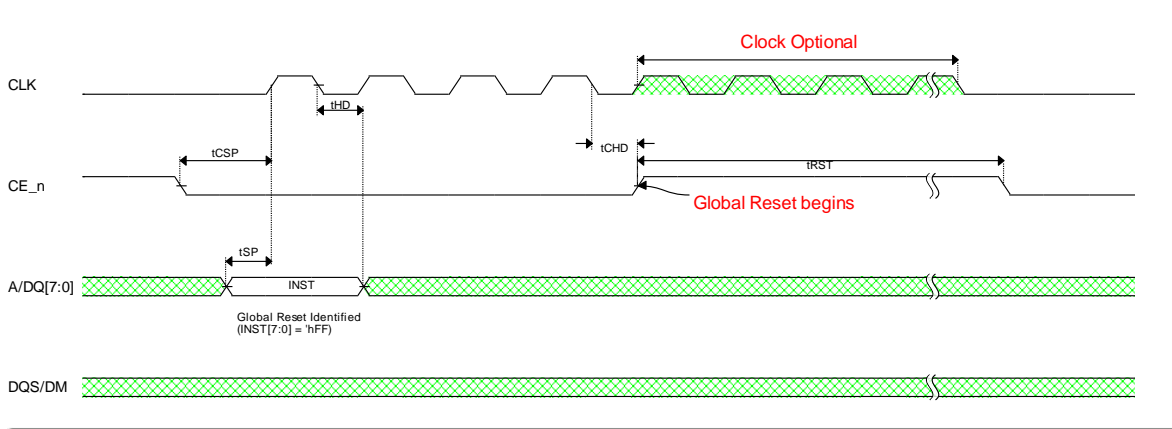 Clock Optional
CLK
tHD
tCSP
tCHD
tRST
CE_n
Global Reset begins
tSP
A/DQ[7:0]
INST
Global Reset Identified
(INST[7:0] = 'hFF)
DQS/DM